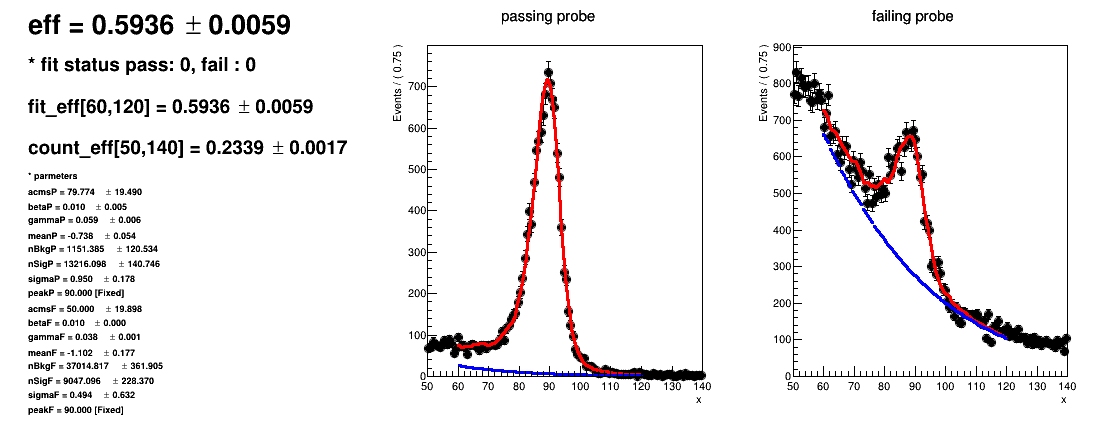 eff = 0.5936 ± 0.0059
* fit status pass: 0, fail : 0
fit_eff[60,120] = 0.5936 ± 0.0059
count_eff[50,140] = 0.2339 ± 0.0017
* parmeters
acmsP = 79.774 ± 19.490
betaP = 0.010 ± 0.005
gammaP = 0.059 ± 0.006
meanP = -0.738 ± 0.054
nBkgP = 1151.385 ± 120.534
nSigP = 13216.098 ± 140.746
sigmaP = 0.950 ± 0.178
peakP = 90.000 [Fixed]
acmsF = 50.000 ± 19.898
betaF = 0.010 ± 0.000
gammaF = 0.038 ± 0.001
meanF = -1.102 ± 0.177
nBkgF = 37014.817 ± 361.905
nSigF = 9047.096 ± 228.370
sigmaF = 0.494 ± 0.632
peakF = 90.000 [Fixed]
passing probe
Events / ( 0.75 )
700
600
500
400
300
200
100
0
50 60 70 80 90 100 110 120 130 140
x
failing probe
Events / ( 0.75 )
900
800
700
600
500
400
300
200
100
0
50 60 70 80 90 100 110 120 130 140
x